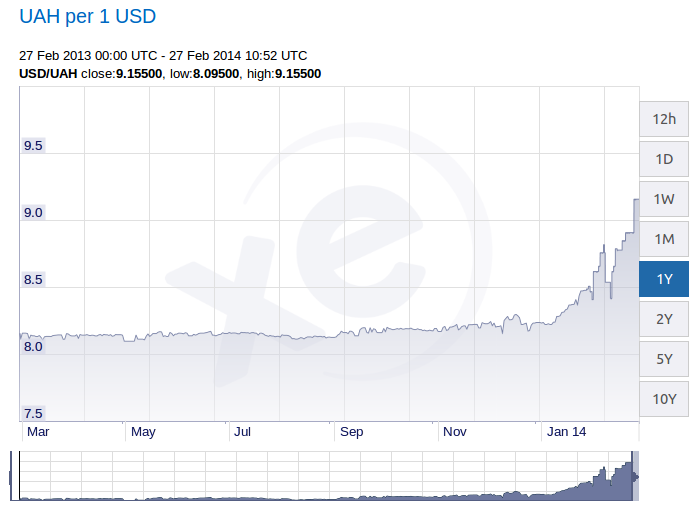 UAH per 1 USD
27 Feb 2013 00:00 UTC - 27 Feb 2014 10:52 UTC
USD/UAH close:9.15500, low:8.09500, high:9.15500
9.5
9.0
8.5
8.0
7.5
Mar May Jul Sep Nov Jan 14
12h
1D
1W
1M
1Y
2Y
5Y
10Y
xe